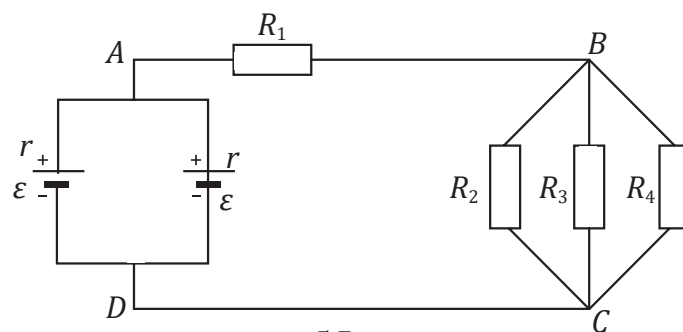 A R₁ B
r + + r
ε - - ε
R₂ R₃ R₄
D C